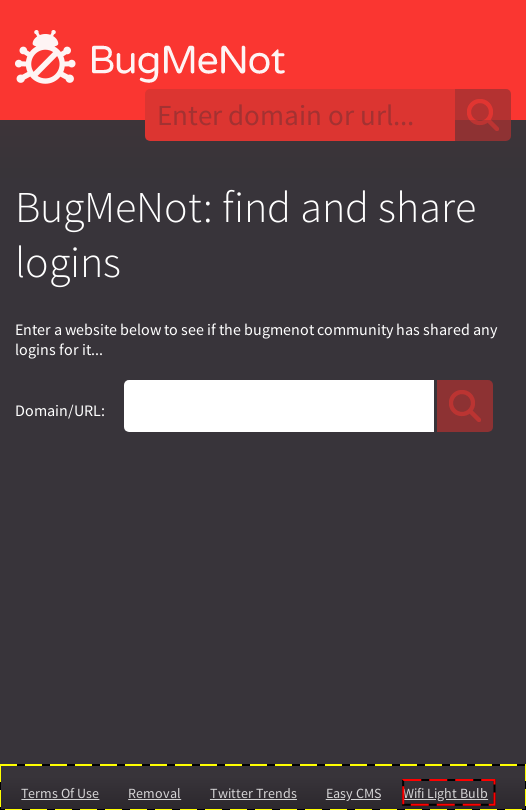 BugMeNot
Enter domain or url...
BugMeNot: find and share
logins
Enter a website below to see if the bugmenot community has shared any
logins for it...
Domain/URL:
Terms Of Use Removal Twitter Trends Easy CMS Wifi Light Bulb